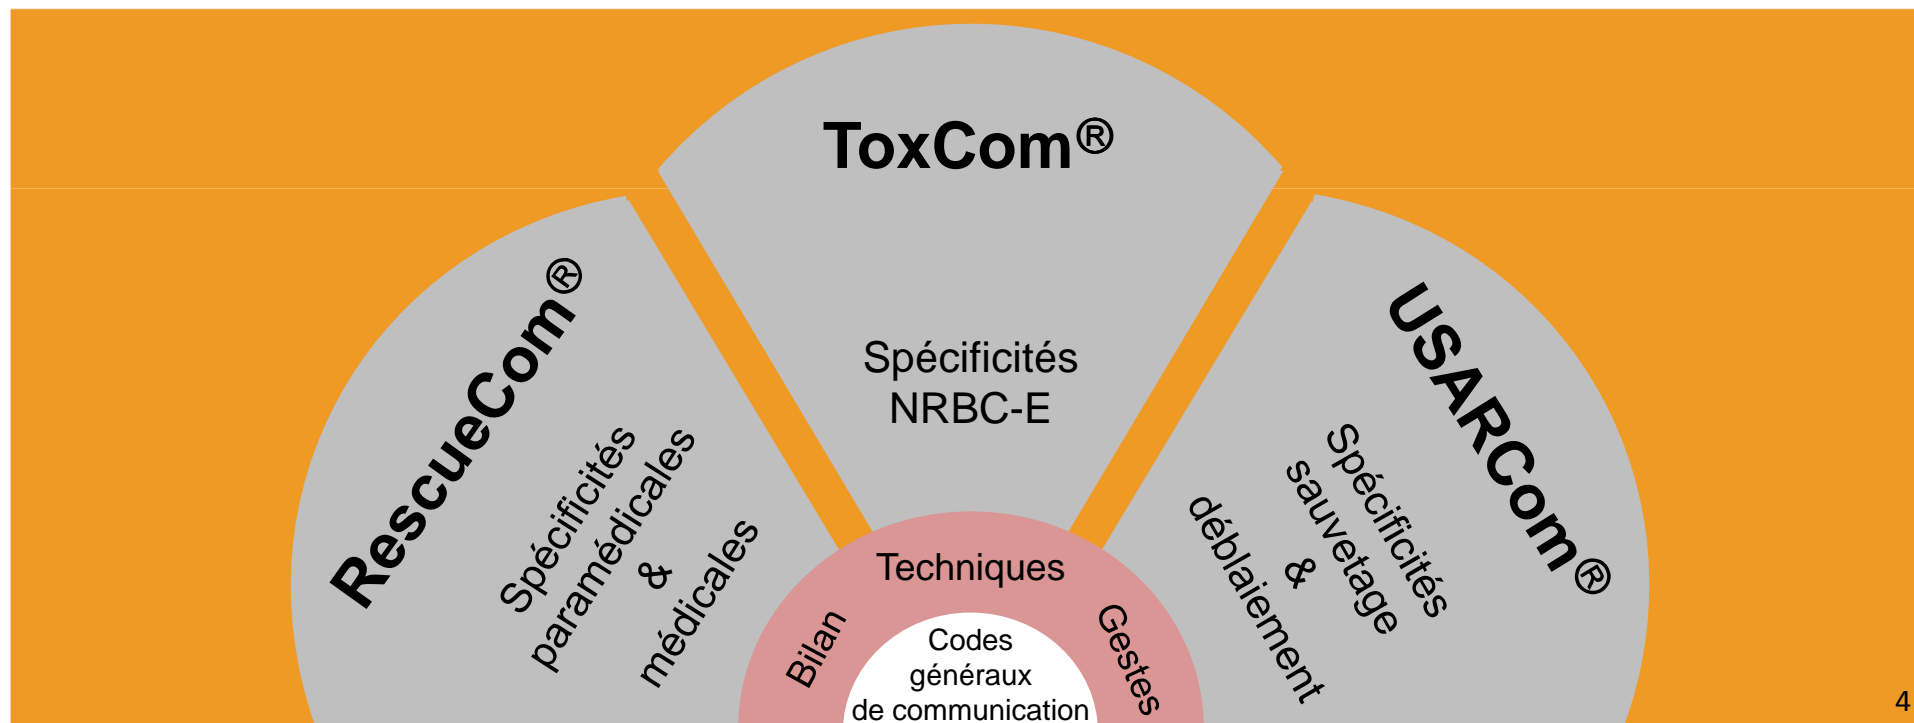 ToxCom®
Spécificités
NRBC-E
RescueCom®
Spécificités
paramédicales
&
médicales
USARCom®
Spécificités
sauvetage
&
déblaiement
Techniques
Bilan
Gestes
Codes
généraux
de communication
4